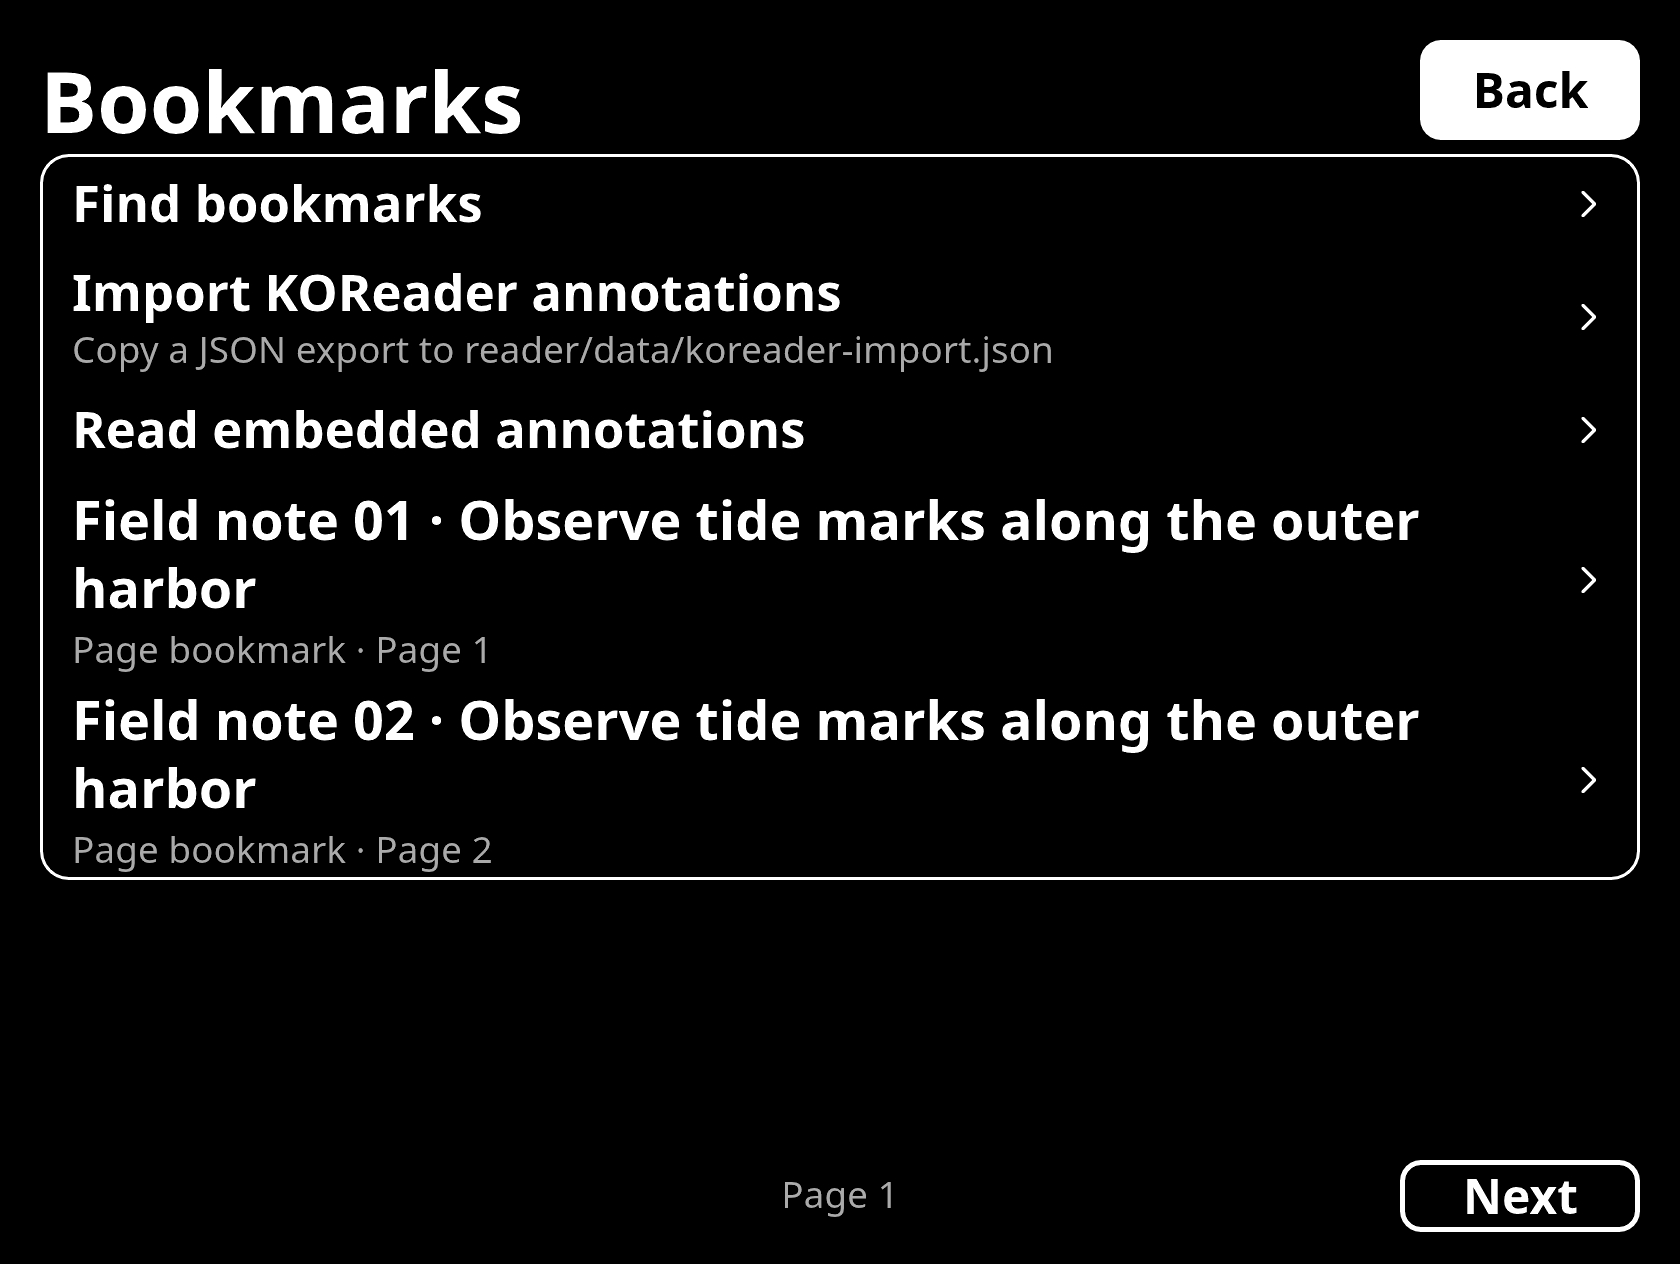 Bookmarks
Back
Find bookmarks
Import KOReader annotations
Copy a JSON export to reader/data/koreader-import.json
Read embedded annotations
Field note 01 · Observe tide marks along the outer
harbor
Page bookmark · Page 1
Field note 02 · Observe tide marks along the outer
harbor
Page bookmark · Page 2
Page 1
Next